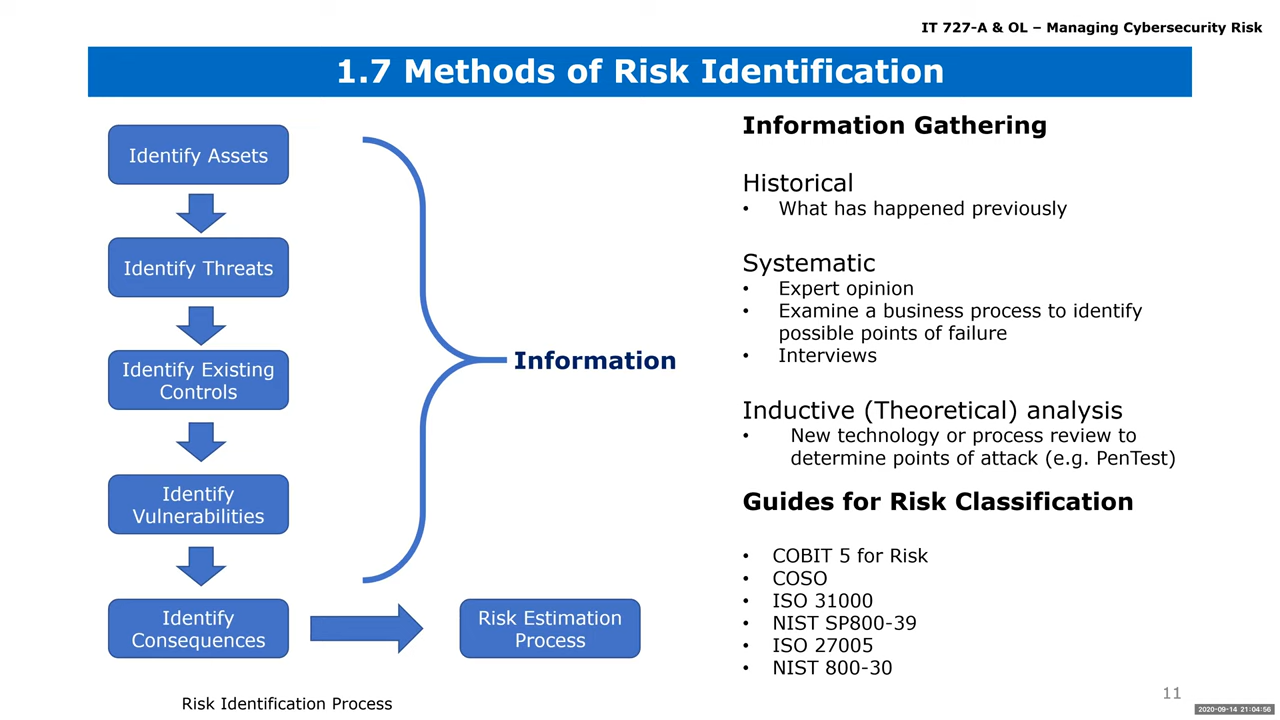 IT 727-A & OL – Managing Cybersecurity Risk
1.7 Methods of Risk Identification
Identify Assets
Identify Threats
Identify Existing
Controls
Identify
Vulnerabilities
Identify
Consequences
Risk Estimation
Process
Information
Risk Identification Process
Information Gathering
Historical
• What has happened previously
Systematic
• Expert opinion
• Examine a business process to identify
possible points of failure
• Interviews
Inductive (Theoretical) analysis
• New technology or process review to
determine points of attack (e.g. PenTest)
Guides for Risk Classification
• COBIT 5 for Risk
• COSO
• ISO 31000
• NIST SP800-39
• ISO 27005
• NIST 800-30
11
2020-09-14 21:04:56